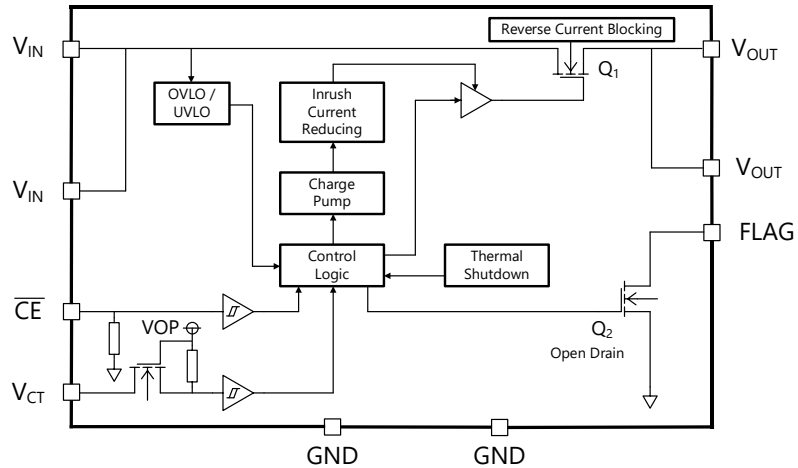 Reverse Current Blocking
VIN
VOUT
Q1
OVLO /
UVLO
Inrush
Current
Reducing
VIN
Charge
Pump
VOUT
FLAG
Control
Logic
Thermal
Shutdown
CE
VOP
Q2
Open Drain
VCT
GND
GND